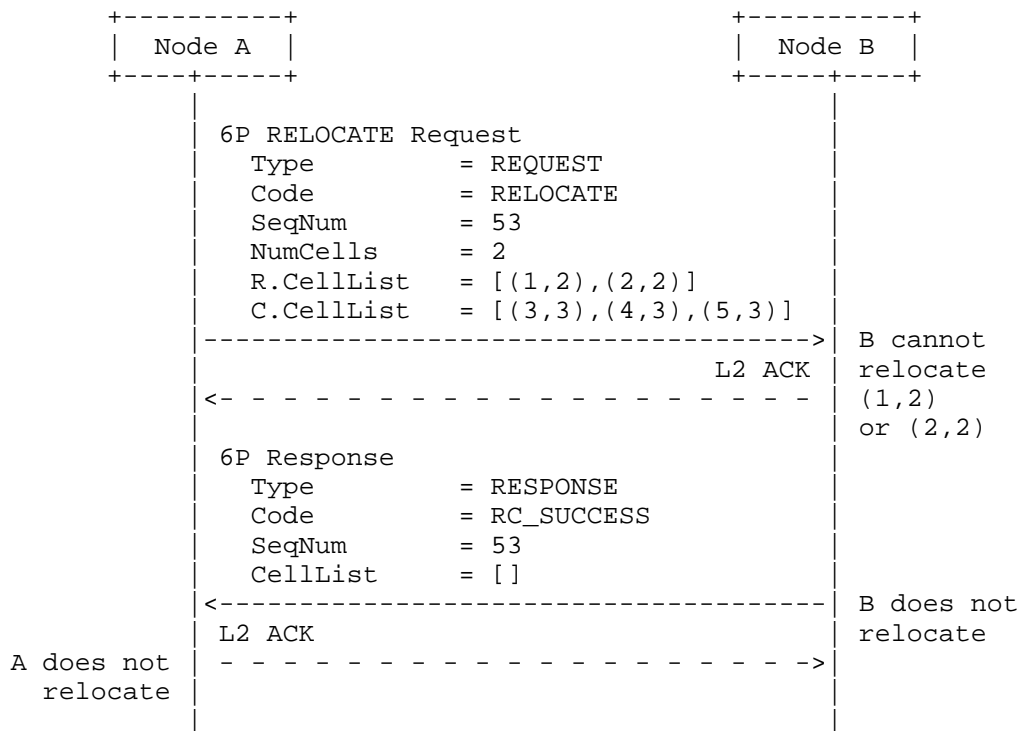 +-----------+                           +-----------+
|  Node A  |                            |  Node B  |
+----+-----+                            +-----+----+
|                                       |
| 6P RELOCATE Request                   |
|   Type         = REQUEST              |
|   Code         = RELOCATE             |
|   SeqNum       = 53                   |
|   NumCells     = 2                    |
|   R.CellList   = [(1,2),(2,2)]        |
|   C.CellList   = [(3,3),(4,3),(5,3)]  |
|-------------------------------------->| B cannot
|                                L2 ACK | relocate
|<- - - - - - - - - - - - - - - - - - - | (1,2)
|                                       | or (2,2)
| 6P Response                           |
|   Type         = RESPONSE             |
|   Code         = RC_SUCCESS           |
|   SeqNum       = 53                   |
|   CellList     = []                   |
|<--------------------------------------| B does not
| L2 ACK                                | relocate
A does not | - - - - - - - - - - - - - - - - - - ->|
relocate |                                       |
|                                       |